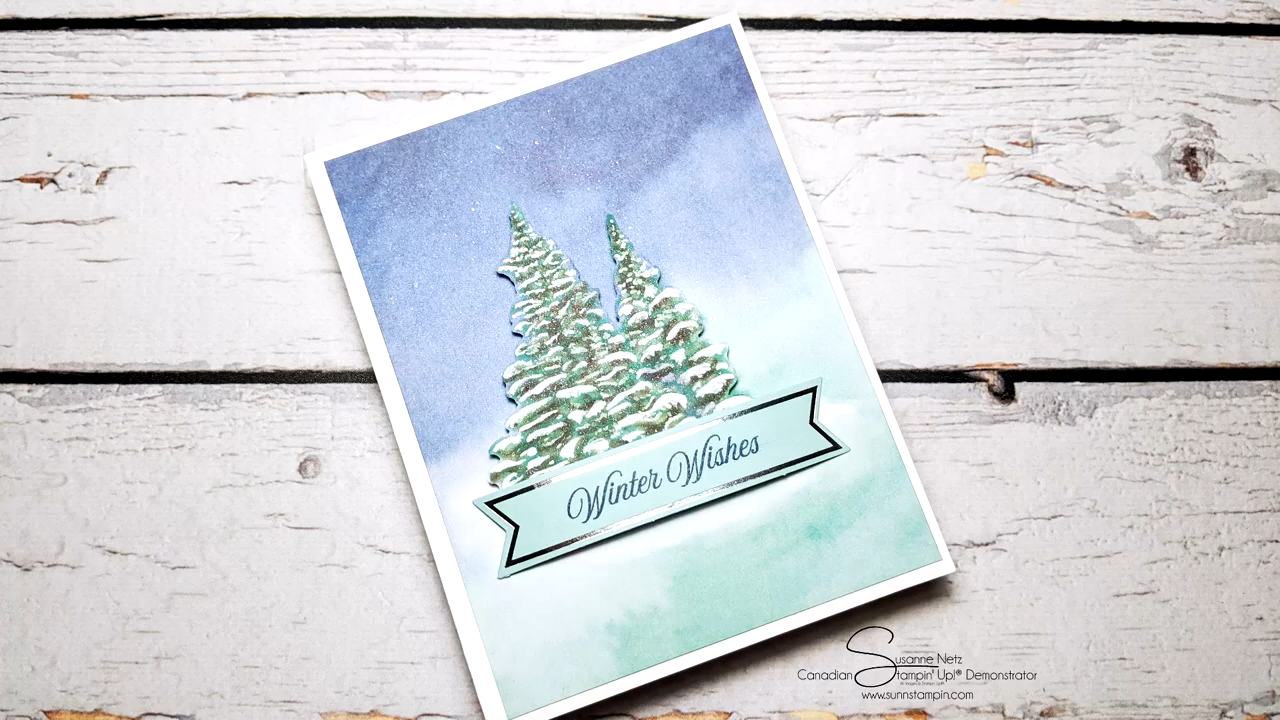 Winter Wishes
Susanne Netz
Canadian Stampin' Up!® Demonstrator
www.sunnstampin.com